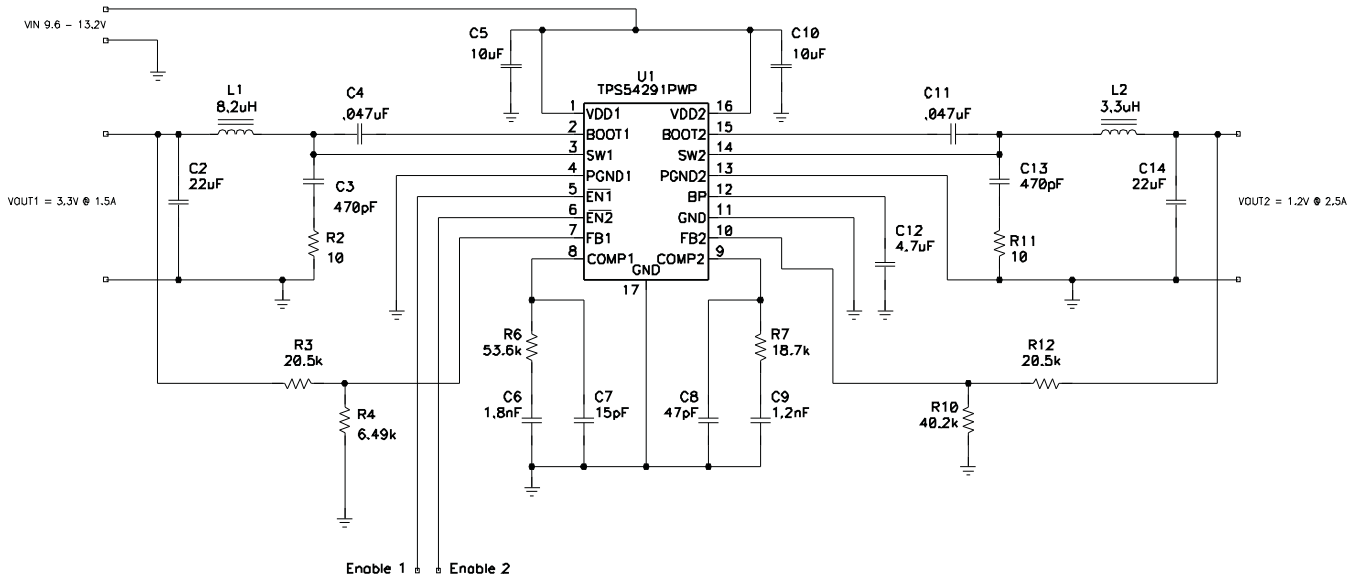 VIN 9.6 - 13.2V
C5
10uF
C10
10uF
U1
TPS54291PWP
L1
8.2uH
C4
.047uF
C11
.047uF
L2
3.3uH
1 VDD1 VDD2 16
2 BOOT1 BOOT2 15
3 SW1 SW2 14
4 PGND1 PGND2 13
5 EN1 BP 12
6 EN2 GND 11
7 FB1 FB2 10
8 COMP1 COMP2 9
GND
17
C2
22uF
C3
470pF
R2
10
VOUT1 = 3.3V @ 1.5A
C12
4.7uF
C13
470pF
R11
10
C14
22uF
VOUT2 = 1.2V @ 2.5A
R3
20.5k
R4
6.49k
R6
53.6k
C6
1.8nF
C7
15pF
R7
18.7k
C8
47pF
C9
1.2nF
R12
20.5k
R10
40.2k
Enable 1 Enable 2